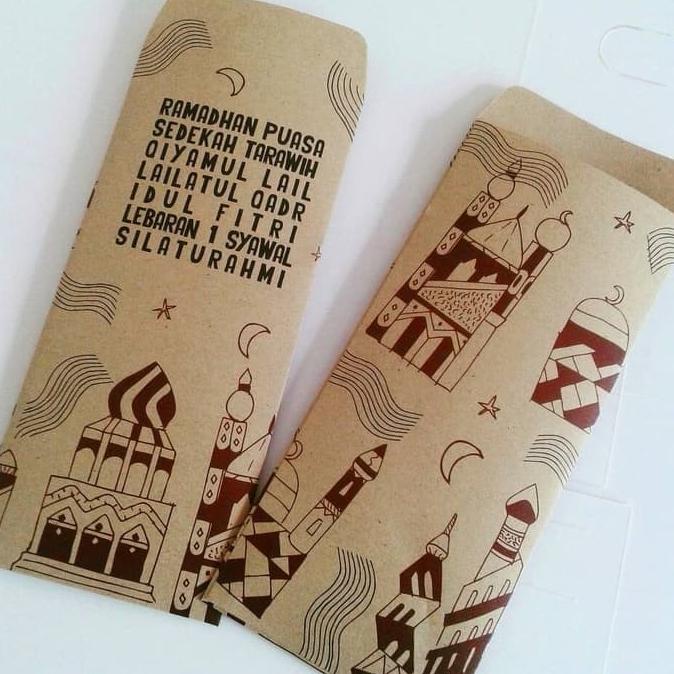 RAMADHAN PUASA
SEDEKAH TARAWIH
QIYAMUL LAIL
LAILATUL QADR
IDUL FITRI
LEBARAN 1 SYAWAL
SILATURAHMI